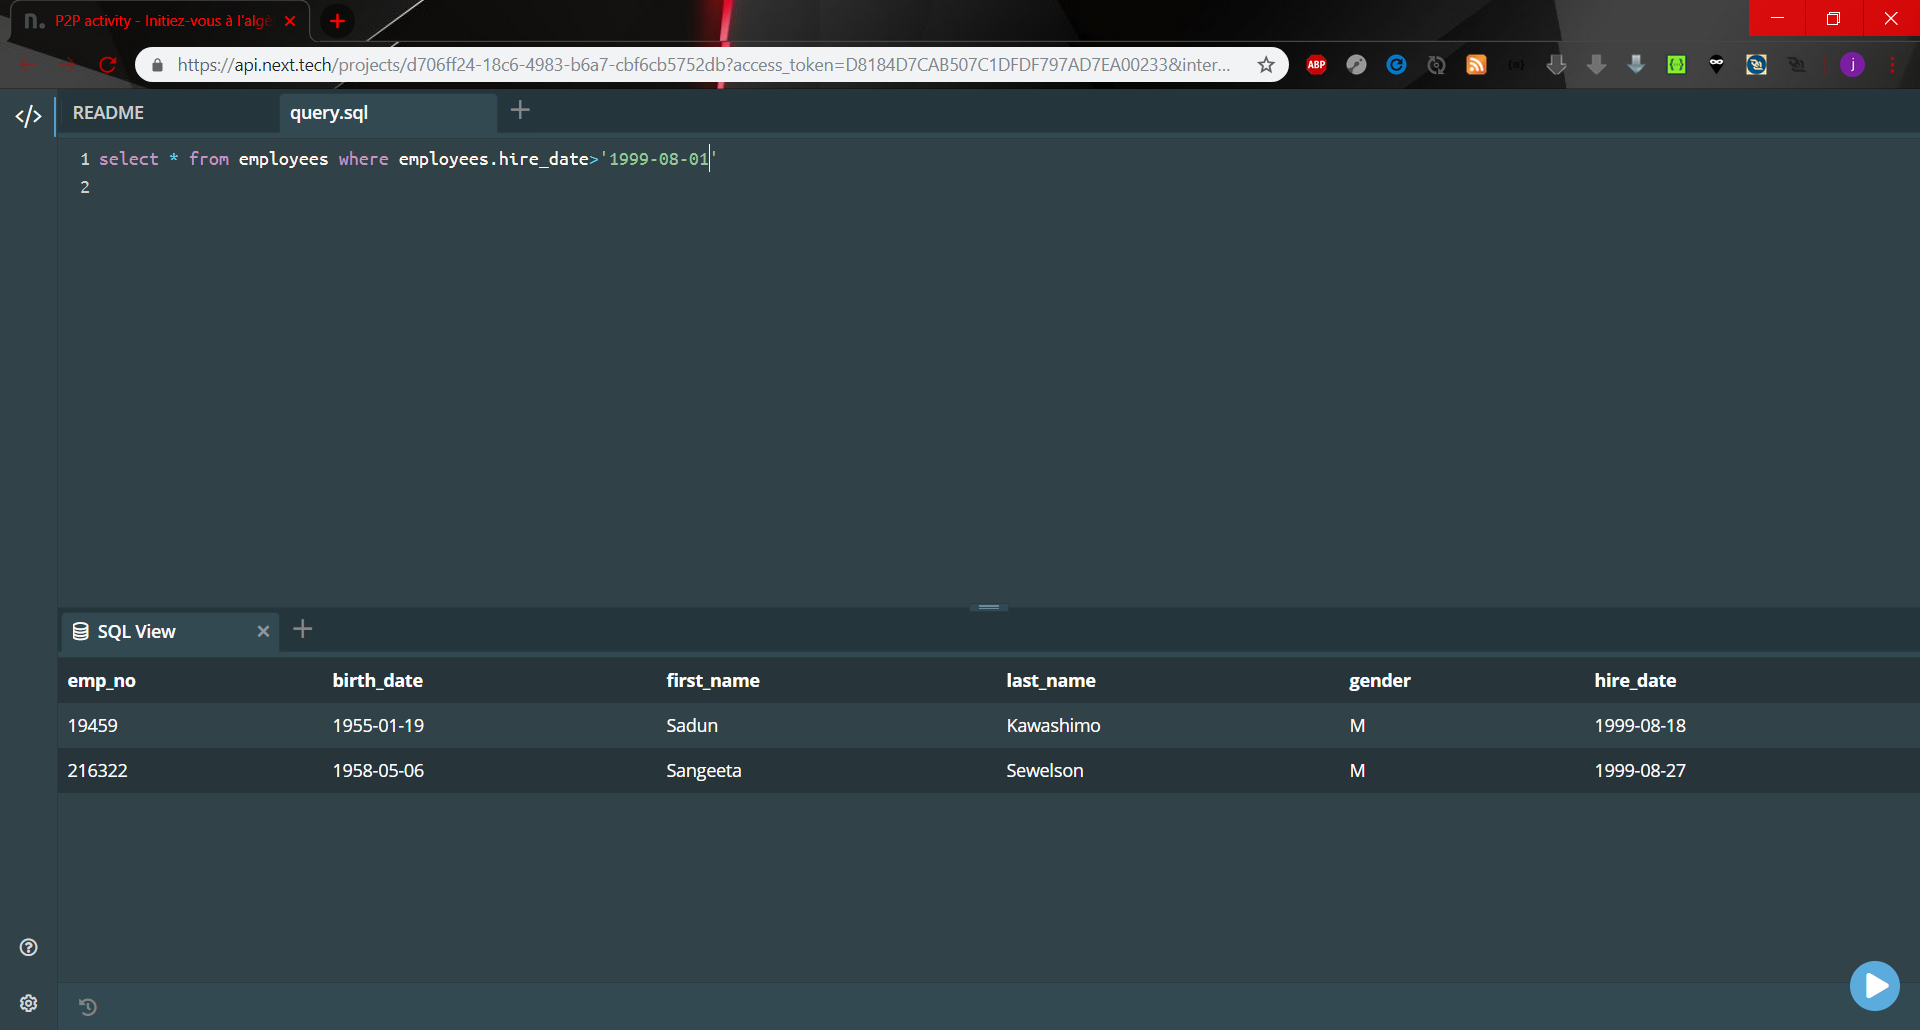 n. P2P activity - Initiez-vous à l'algè
https://api.next.tech/projects/d706ff24-18c6-4983-b6a7-cbf6cb5752db?access_token=D8184D7CAB507C1DFDF797AD7EA00233&inter... ABP j
README query.sql
1 select * from employees where employees.hire_date>'1999-08-01'
2
SQL View
emp_no birth_date first_name last_name gender hire_date
19459 1955-01-19 Sadun Kawashimo M 1999-08-18
216322 1958-05-06 Sangeeta Sewelson M 1999-08-27